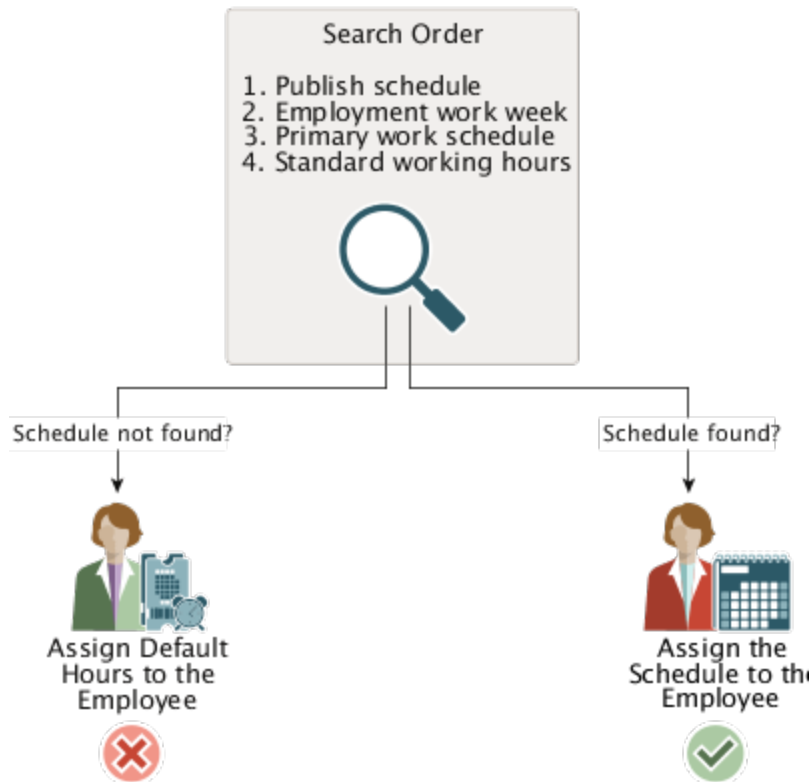 Search Order
1. Publish schedule
2. Employment work week
3. Primary work schedule
4. Standard working hours
Schedule not found?
Schedule found?
Assign Default
Hours to the
Employee
Assign the
Schedule to the
Employee